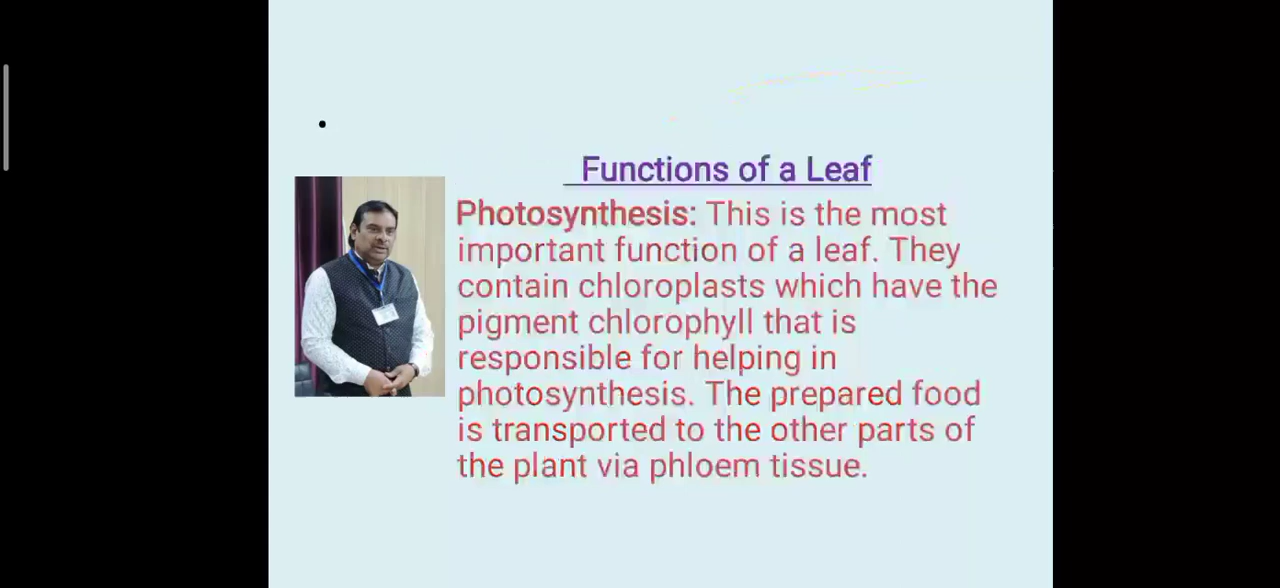 Functions of a Leaf
Photosynthesis: This is the most
important function of a leaf. They
contain chloroplasts which have the
pigment chlorophyll that is
responsible for helping in
photosynthesis. The prepared food
is transported to the other parts of
the plant via phloem tissue.